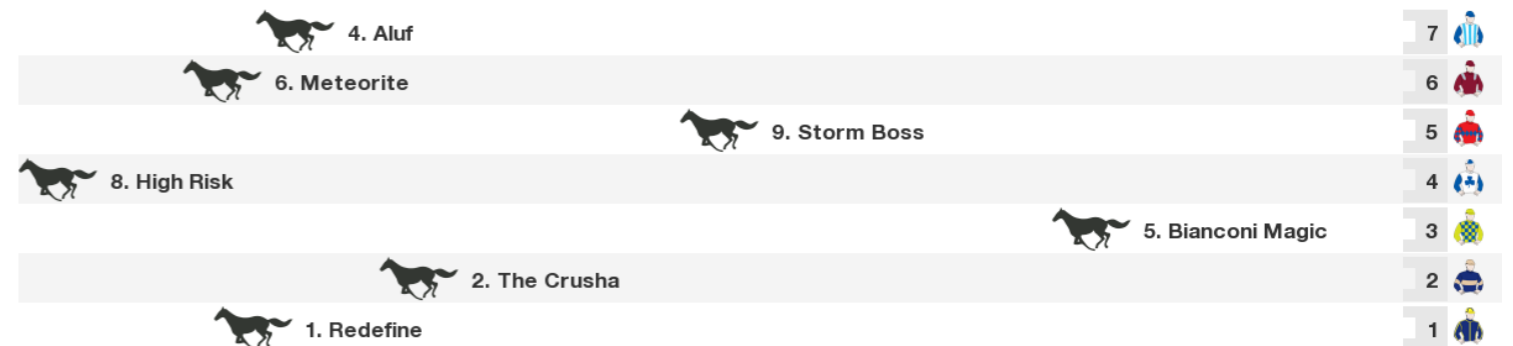 4. Aluf 7
6. Meteorite 6
9. Storm Boss 5
8. High Risk 4
5. Bianconi Magic 3
2. The Crusha 2
1. Redefine 1